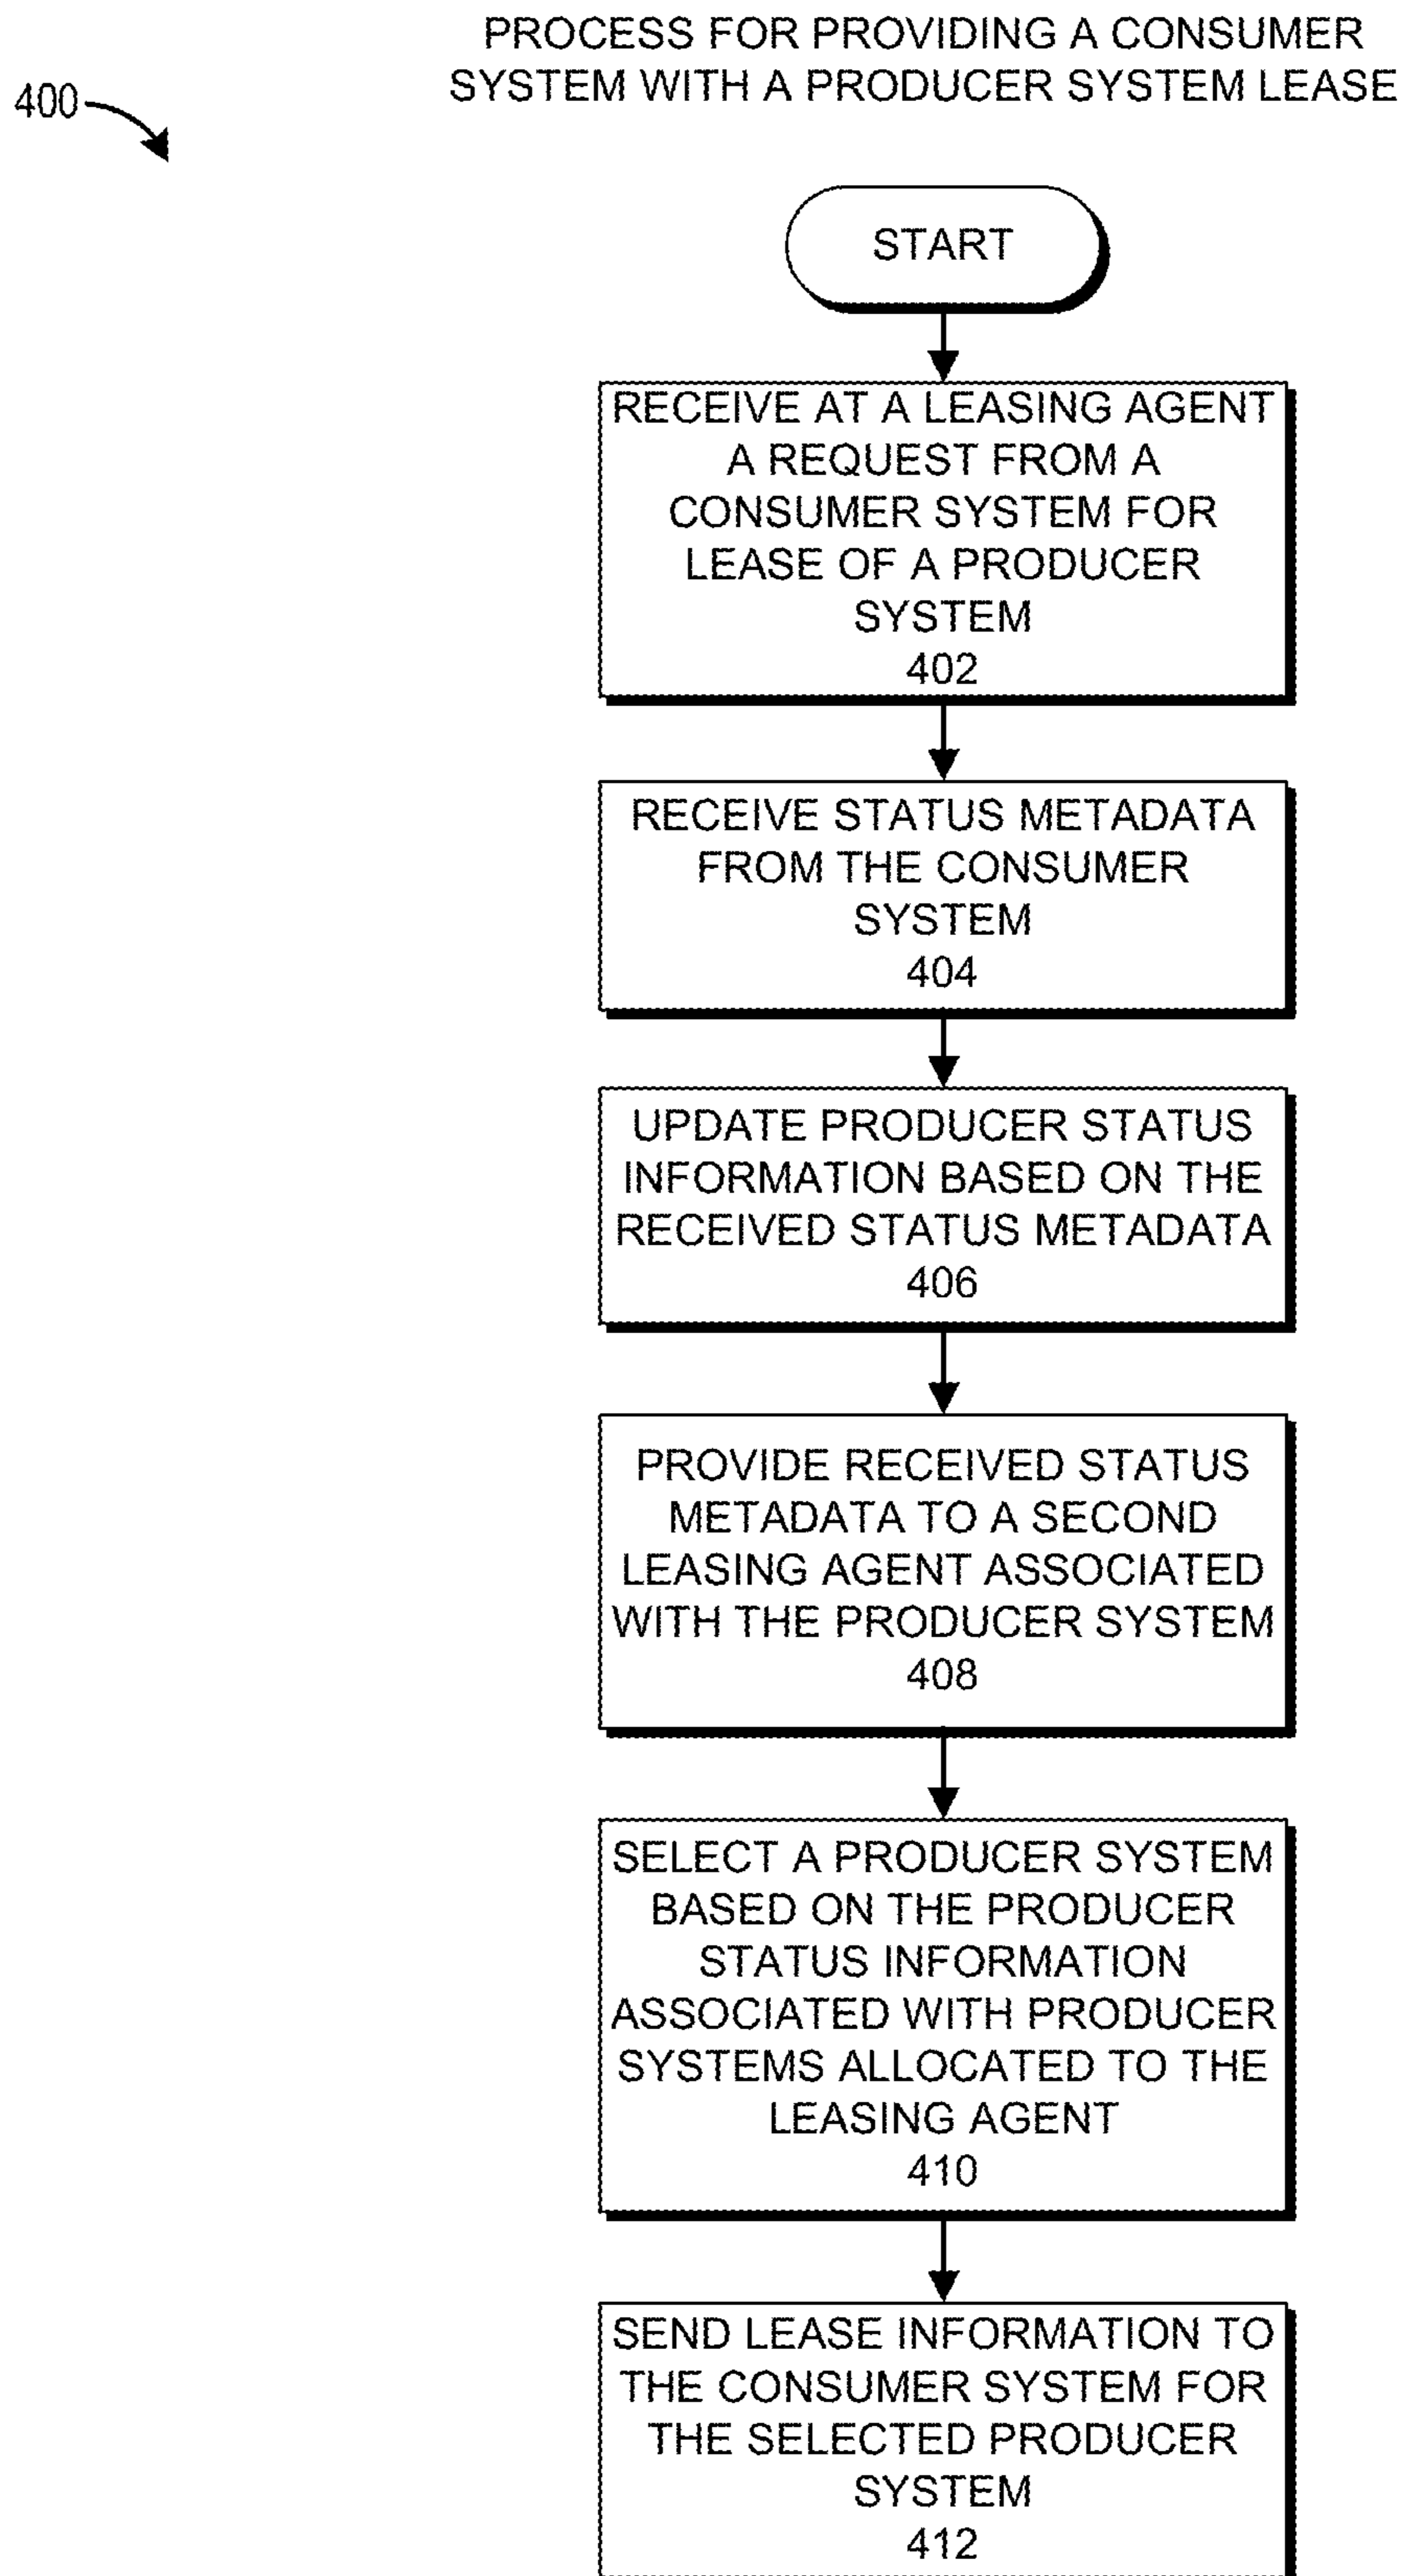 PROCESS FOR PROVIDING A CONSUMER
SYSTEM WITH A PRODUCER SYSTEM LEASE
400
START
RECEIVE AT A LEASING AGENT
A REQUEST FROM A
CONSUMER SYSTEM FOR
LEASE OF A PRODUCER
SYSTEM
402
RECEIVE STATUS METADATA
FROM THE CONSUMER
SYSTEM
404
UPDATE PRODUCER STATUS
INFORMATION BASED ON THE
RECEIVED STATUS METADATA
406
PROVIDE RECEIVED STATUS
METADATA TO A SECOND
LEASING AGENT ASSOCIATED
WITH THE PRODUCER SYSTEM
408
SELECT A PRODUCER SYSTEM
BASED ON THE PRODUCER
STATUS INFORMATION
ASSOCIATED WITH PRODUCER
SYSTEMS ALLOCATED TO THE
LEASING AGENT
410
SEND LEASE INFORMATION TO
THE CONSUMER SYSTEM FOR
THE SELECTED PRODUCER
SYSTEM
412